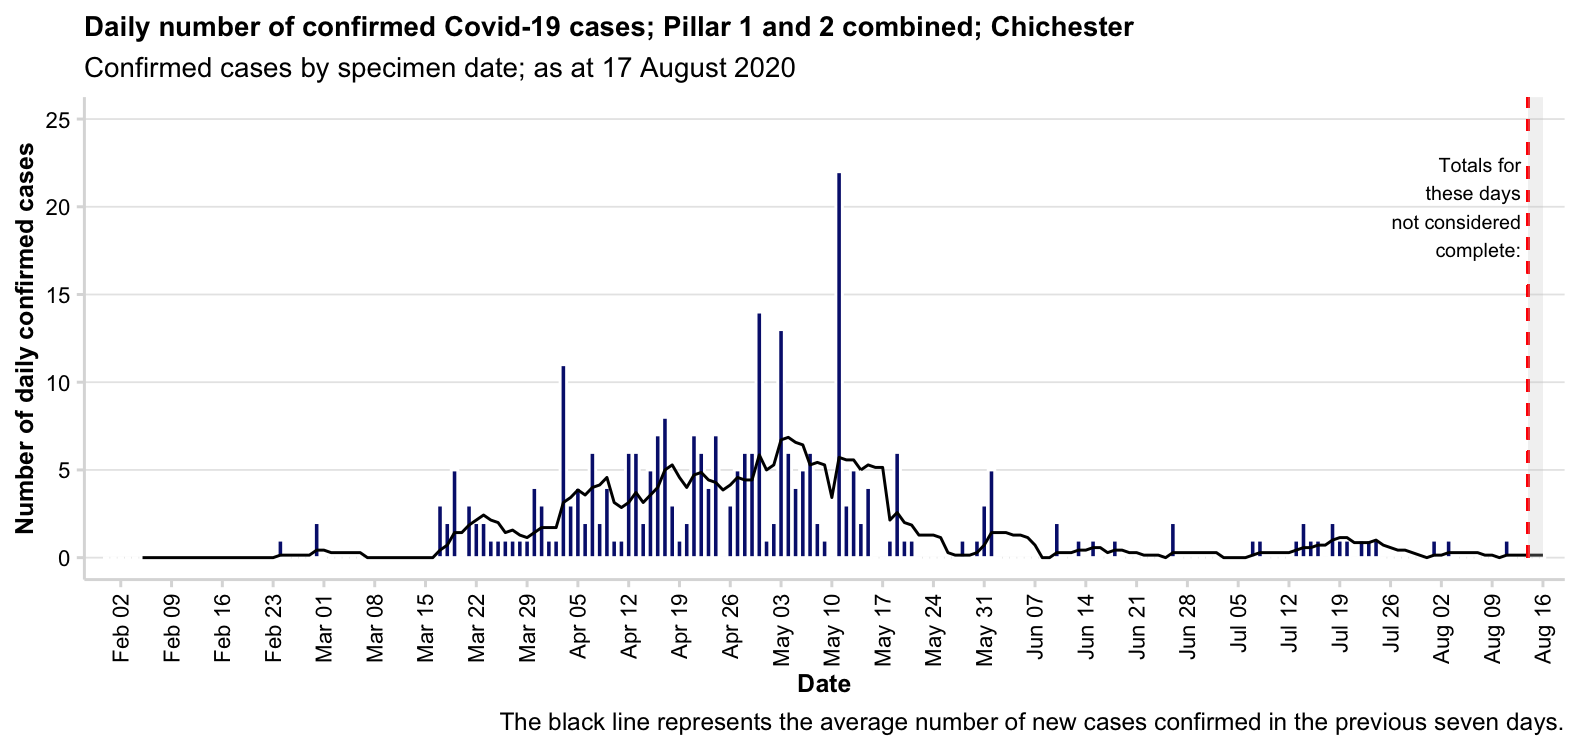 Daily number of confirmed Covid-19 cases; Pillar 1 and 2 combined; Chichester
Confirmed cases by specimen date; as at 17 August 2020
Number of daily confirmed cases
25
20
15
10
5
0
Totals for
these days
not considered
complete:
Feb 02
Feb 09
Feb 16
Feb 23
Mar 01
Mar 08
Mar 15
Mar 22
Mar 29
Apr 05
Apr 12
Apr 19
Apr 26
May 03
May 10
May 17
May 24
May 31
Jun 07
Jun 14
Jun 21
Jun 28
Jul 05
Jul 12
Jul 19
Jul 26
Aug 02
Aug 09
Aug 16
Date
The black line represents the average number of new cases confirmed in the previous seven days.